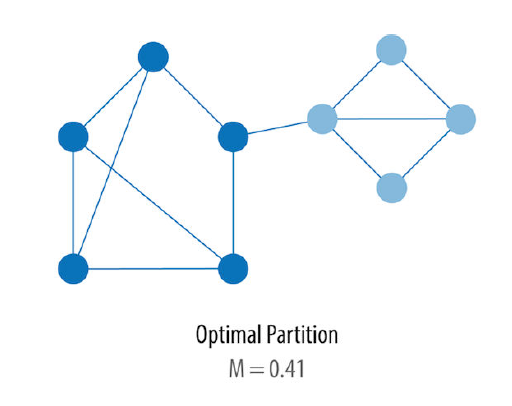 Optimal Partition
M = 0.41